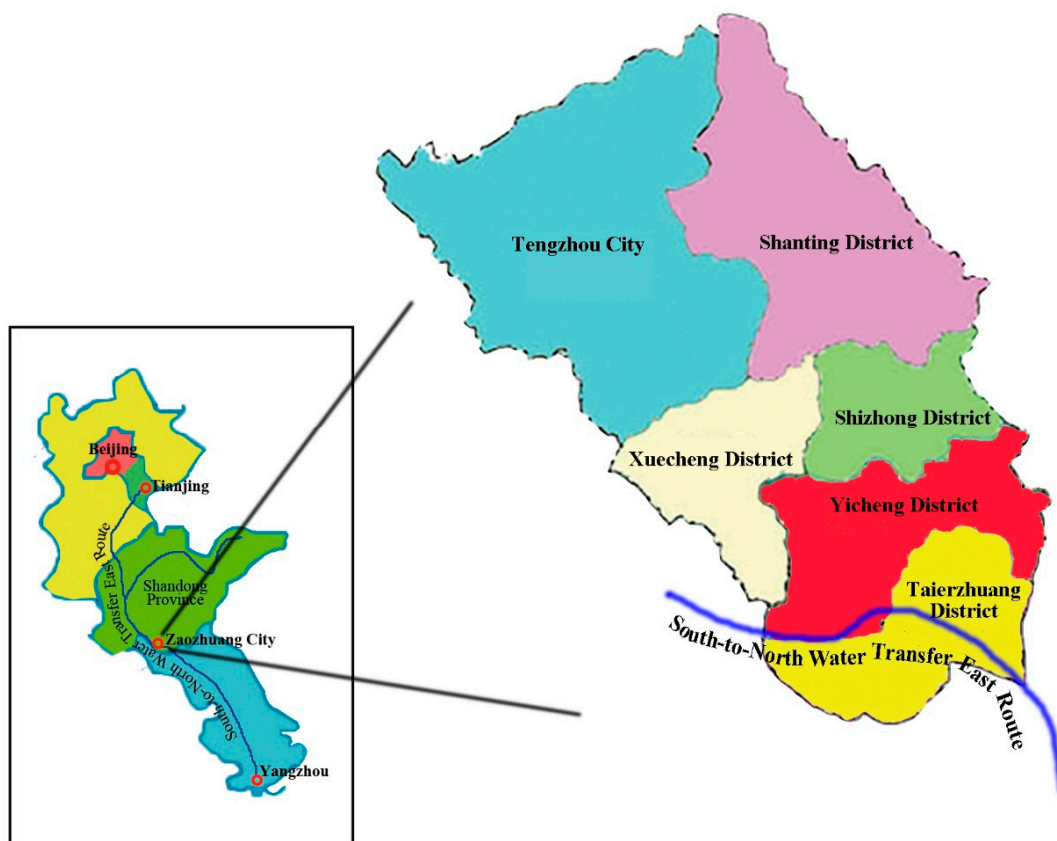 Tengzhou City
Shanting District
Shizhong District
Xuecheng District
Yicheng District
Taierzhuang
District
South-to-North Water Transfer East Route
Beijing
Tianjing
Shandong
Province
Zaozhuang City
South-to-North Water Transfer East Route
Yangzhou